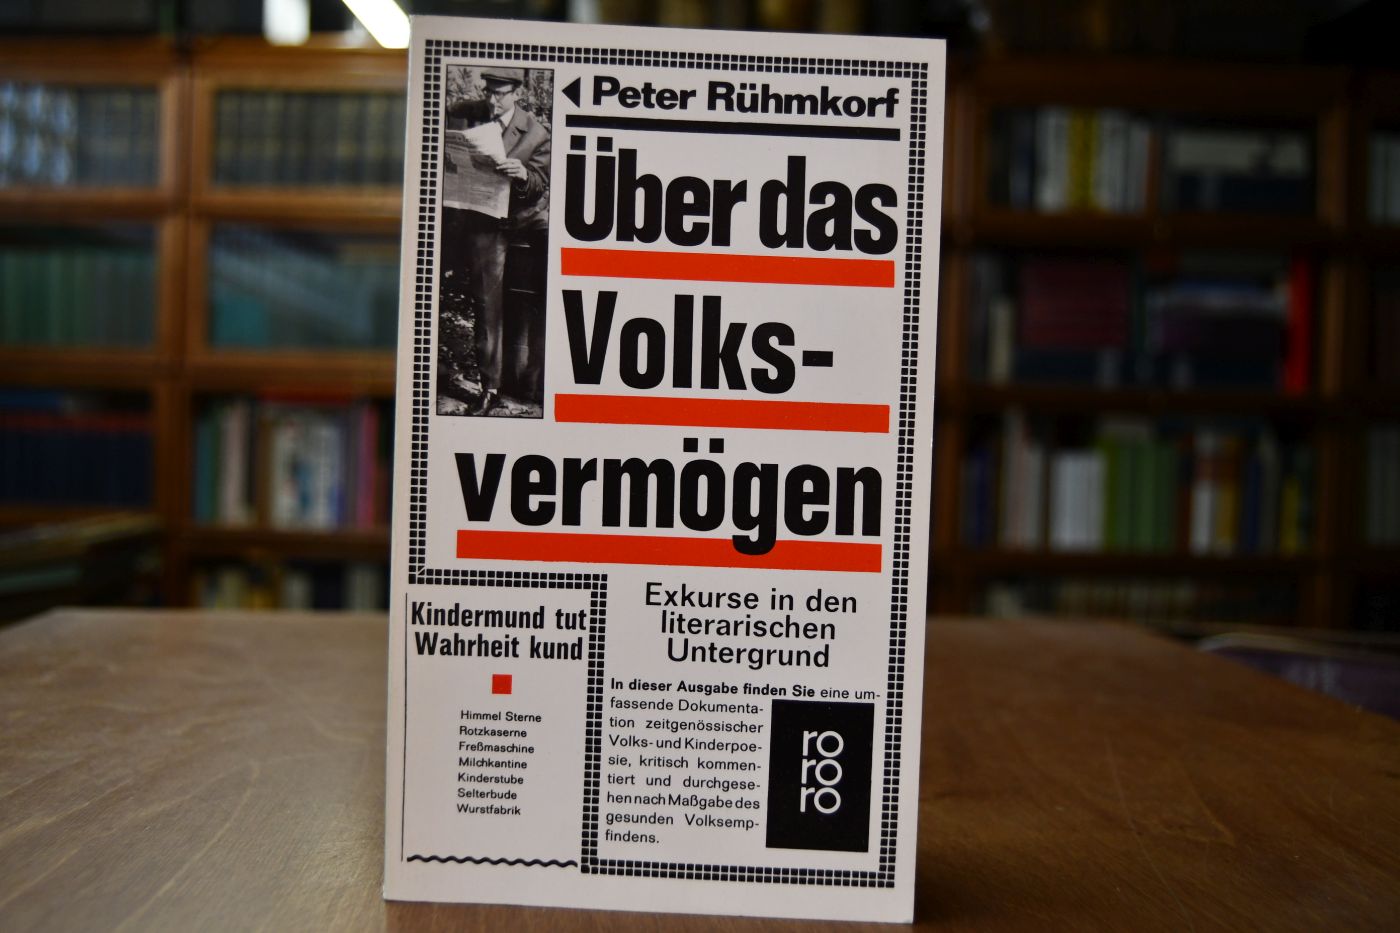 Peter Rühmkorf
Über das
Volks-
vermögen
Kindermund tut
Wahrheit kund
Himmel Sterne
Rotzkaserne
Freßmaschine
Milchkantine
Kinderstube
Selterbude
Wurstfabrik
Exkurse in den
literarischen
Untergrund
In dieser Ausgabe finden Sie eine um-
fassende Dokumenta-
tion zeitgenössischer
Volks- und Kinderpoe-
sie, kritisch kommen-
tiert und durchgese-
hen nach Maßgabe des
gesunden Volksemp-
findens.
ro
ro
ro